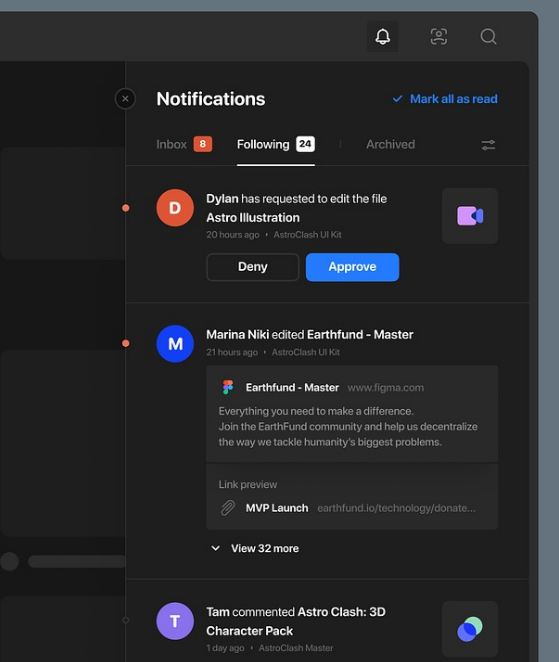 Notifications
Mark all as read
Inbox 8
Following 24
Archived
D
Dylan has requested to edit the file
Astro Illustration
20 hours ago • AstroClash UI Kit
Deny
Approve
M
Marina Niki edited Earthfund - Master
21 hours ago • AstroClash UI Kit
Earthfund - Master www.figma.com
Everything you need to make a difference.
Join the EarthFund community and help us decentralize
the way we tackle humanity's biggest problems.
Link preview
MVP Launch earthfund.io/technology/donate...
View 32 more
T
Tam commented Astro Clash: 3D
Character Pack
1 day ago • AstroClash Master